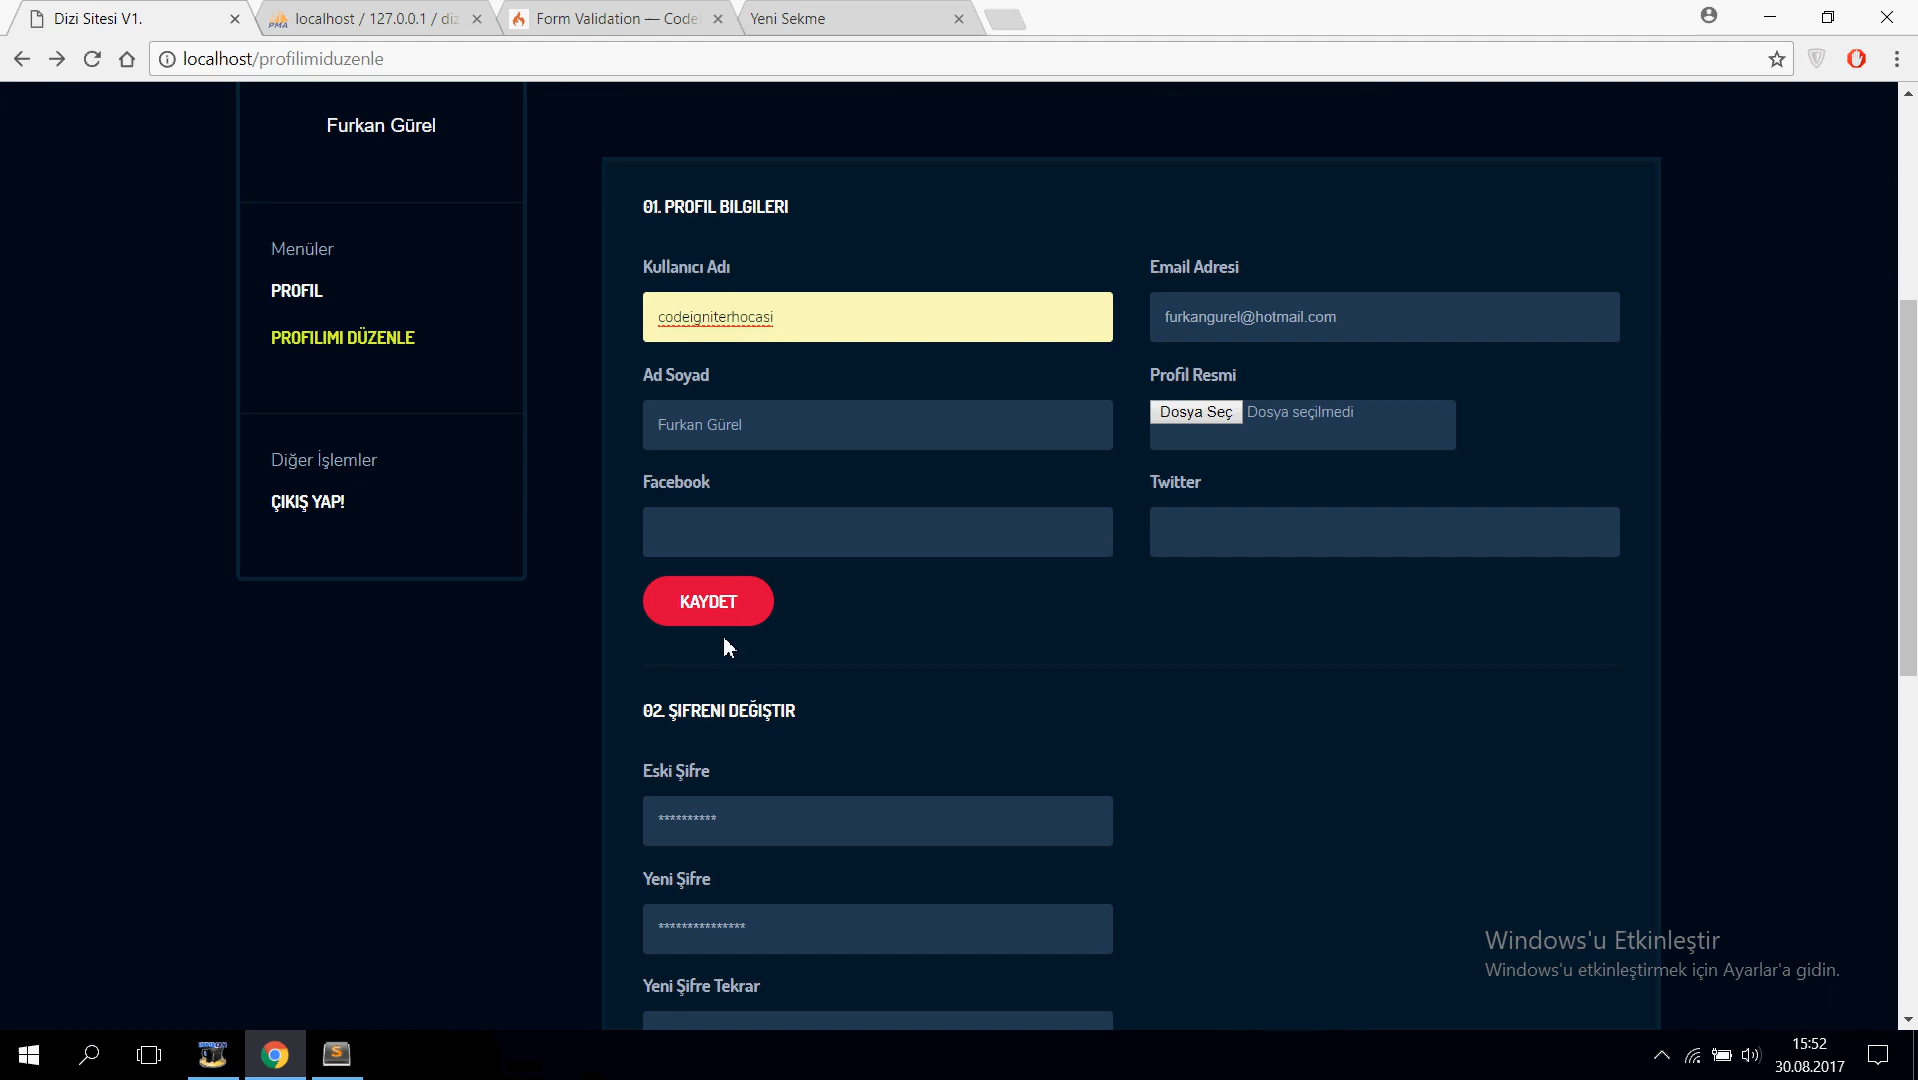 Dizi Sitesi V1.
localhost / 127.0.0.1 / diz
Form Validation — Codel
Yeni Sekme
localhost/profilimiduzenle
Furkan Gürel
Menüler
PROFIL
PROFILIMI DÜZENLE
Diğer İşlemler
ÇIKIŞ YAP!
01. PROFIL BILGILERI
Kullanıcı Adı
Email Adresi
codeigniterhocasi
furkangurel@hotmail.com
Ad Soyad
Profil Resmi
Furkan Gürel
Dosya Seç Dosya seçilmedi
Facebook
Twitter
KAYDET
02. ŞIFRENI DEĞIŞTIR
Eski Şifre
**********
Yeni Şifre
***************
Yeni Şifre Tekrar
Windows'u Etkinleştir
Windows'u etkinleştirmek için Ayarlar'a gidin.
15:52
30.08.2017